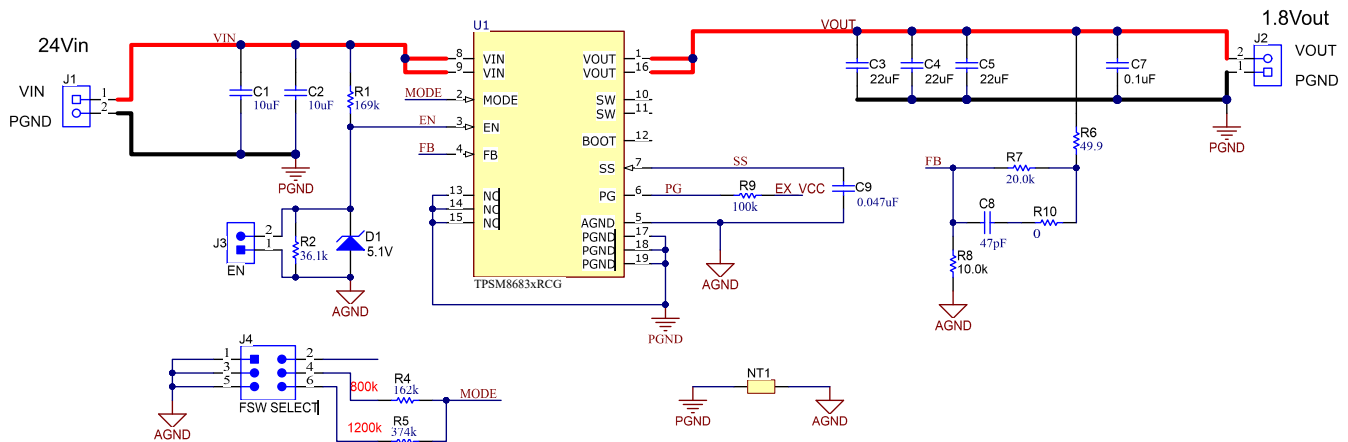 24Vin
J1
VIN
PGND
1
2
VIN
C1
10uF
C2
10uF
R1
169k
PGND
MODE
EN
FB
U1
8
VIN
9
VIN
2
MODE
3
EN
4
FB
13
NC
14
NC
15
NC
VOUT
1
VOUT
16
SW
10
SW
11
BOOT
12
SS
7
PG
6
AGND
5
PGND
17
PGND
18
PGND
19
TPSM8683xRCG
PGND
SS
PG
R9
100k
EX_VCC
C9
0.047uF
AGND
VOUT
C3
22uF
C4
22uF
C5
22uF
C7
0.1uF
1.8Vout
J2
2
1
VOUT
PGND
PGND
R6
49.9
FB
R7
20.0k
C8
47pF
R10
0
R8
10.0k
AGND
J3
2
1
EN
R2
36.1k
D1
5.1V
AGND
J4
1
2
3
4
5
6
FSW SELECT
AGND
800k
R4
162k
1200k
R5
374k
MODE
NT1
PGND
AGND